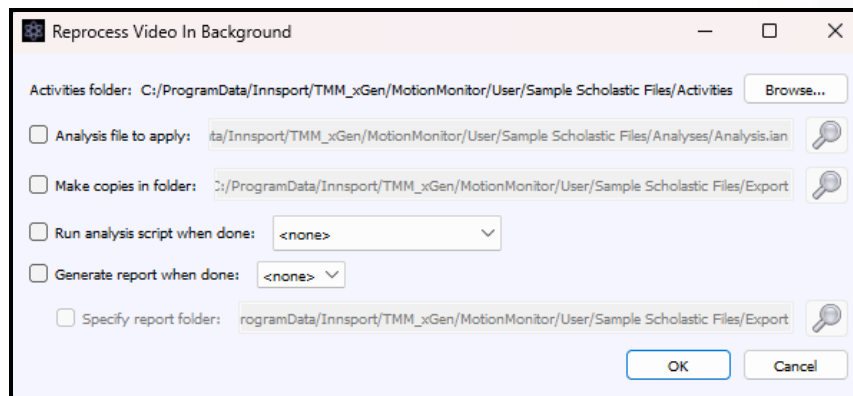 Reprocess Video In Background
Activities folder: C:/ProgramData/Innsport/TMM_xGen/MotionMonitor/User/Sample Scholastic Files/Activities Browse...
Analysis file to apply: ta/Innsport/TMM_xGen/MotionMonitor/User/Sample Scholastic Files/Analyses/Analysis.ian
Make copies in folder: C:/ProgramData/Innsport/TMM_xGen/MotionMonitor/User/Sample Scholastic Files/Export
Run analysis script when done: <none>
Generate report when done: <none>
Specify report folder: rogramData/Innsport/TMM_xGen/MotionMonitor/User/Sample Scholastic Files/Export
OK Cancel